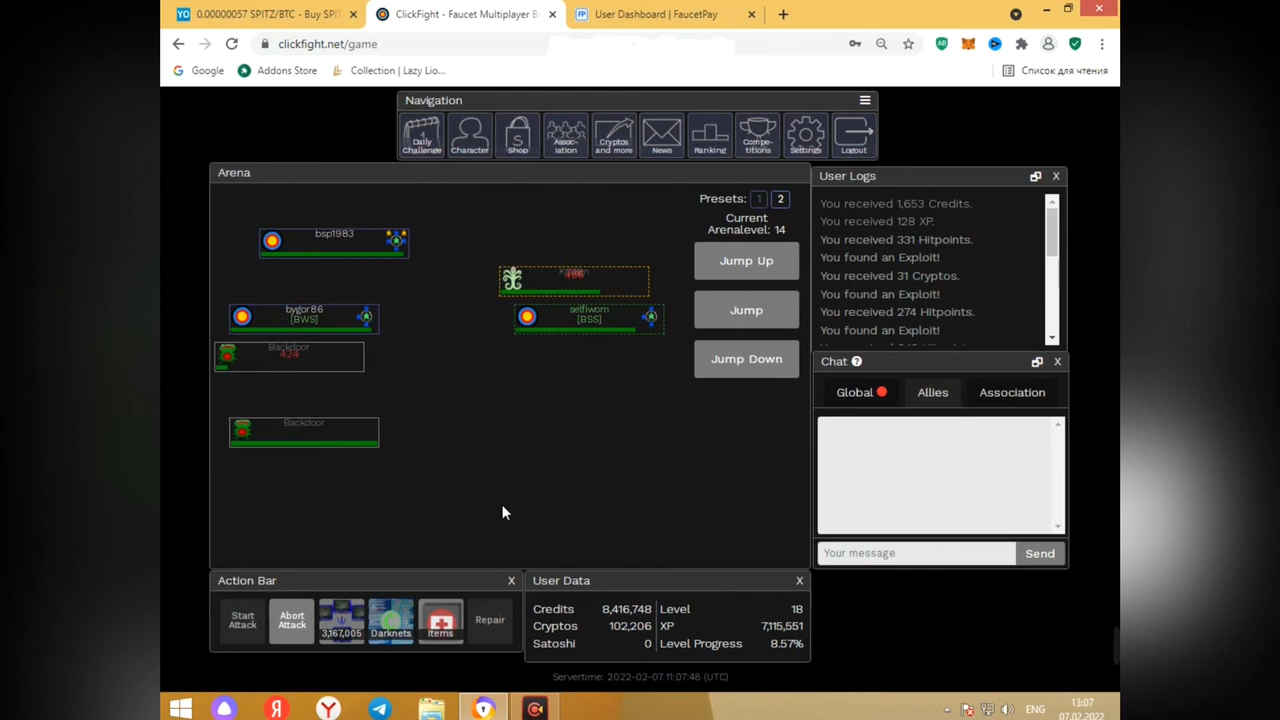 0.00000057 SPITZ/BTC - Buy SPIT
ClickFight - Faucet Multiplayer B
User Dashboard | FaucetPay
clickfight.net/game
Google
Addons Store
Collection | Lazy Lio...
Список для чтения
Navigation
Daily Challenge
Character
Shop
Assoc-iation
Cryptos and more
News
Ranking
Compe-titions
Settings
Logout
Arena
Presets: 1 2
Current
Arenalevel: 14
Jump Up
Jump
Jump Down
bsp1983
bygor86
[BWS]
selfiwom
[BSS]
Backdoor
424
Backdoor
User Logs
You received 1,653 Credits.
You received 128 XP.
You received 331 Hitpoints.
You found an Exploit!
You received 31 Cryptos.
You found an Exploit!
You received 274 Hitpoints.
You found an Exploit!
Chat
Global
Allies
Association
Your message
Send
Action Bar
Start Attack
Abort Attack
3,167,005
Darknets
Items
Repair
User Data
Credits 8,416,748 Level 18
Cryptos 102,206 XP 7,115,551
Satoshi 0 Level Progress 8.57%
Servertime: 2022-02-07 11:07:48 (UTC)
ENG
13:07
07.02.2022